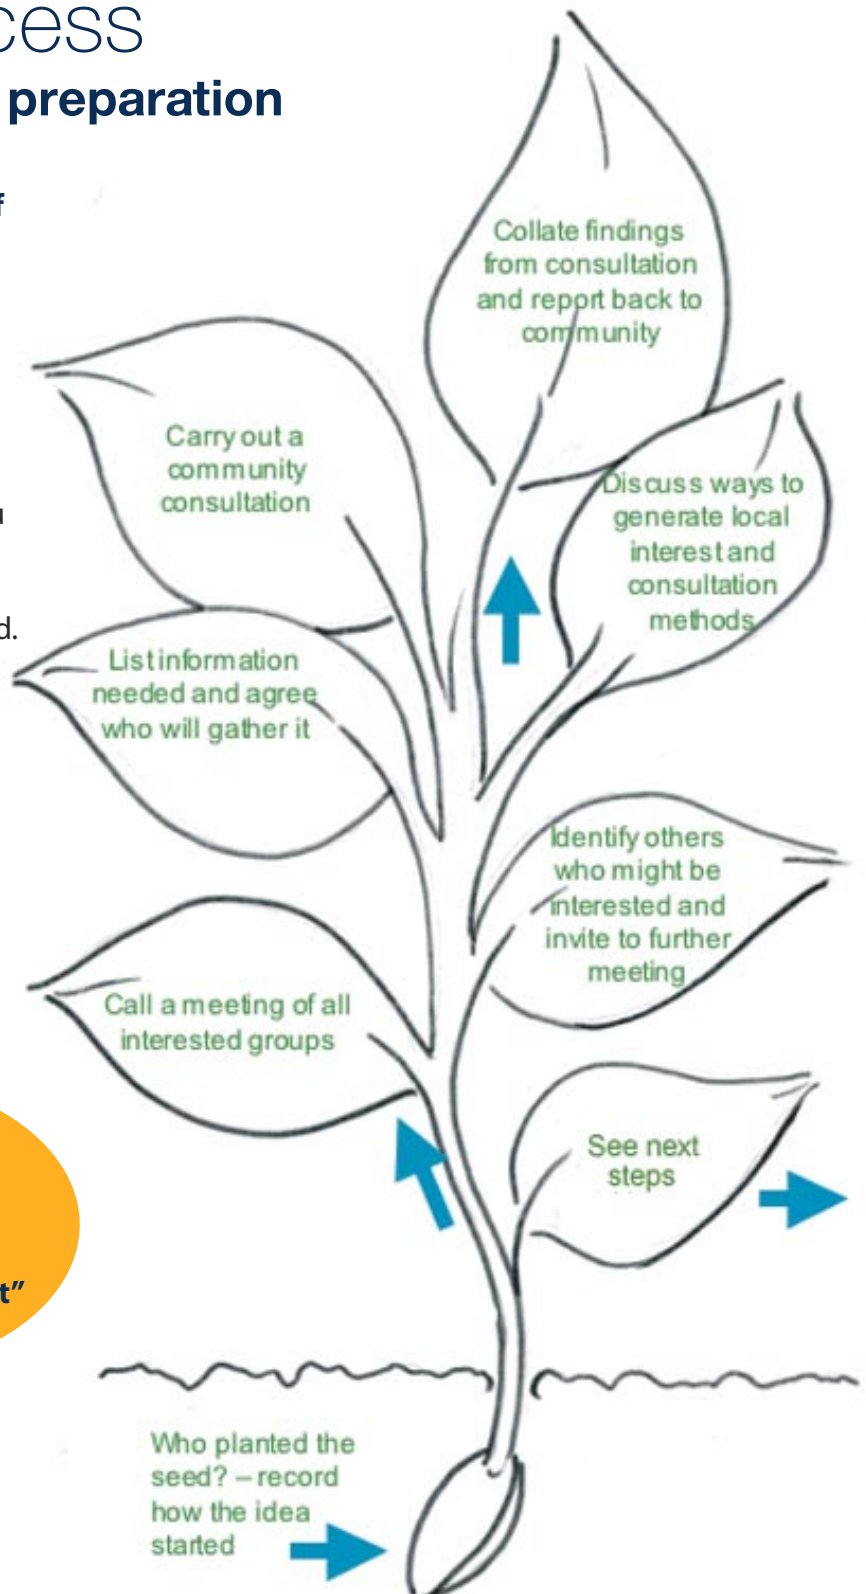 cess
preparation
f
d.
t”
Collate findings
from consultation
and report back to
community
Carry out a
community
consultation
Discuss ways to
generate local
interest and
consultation
methods
List information
needed and agree
who will gather it
Identify others
who might be
interested and
invite to further
meeting
Call a meeting of all
interested groups
See next
steps
Who planted the
seed? – record
how the idea
started